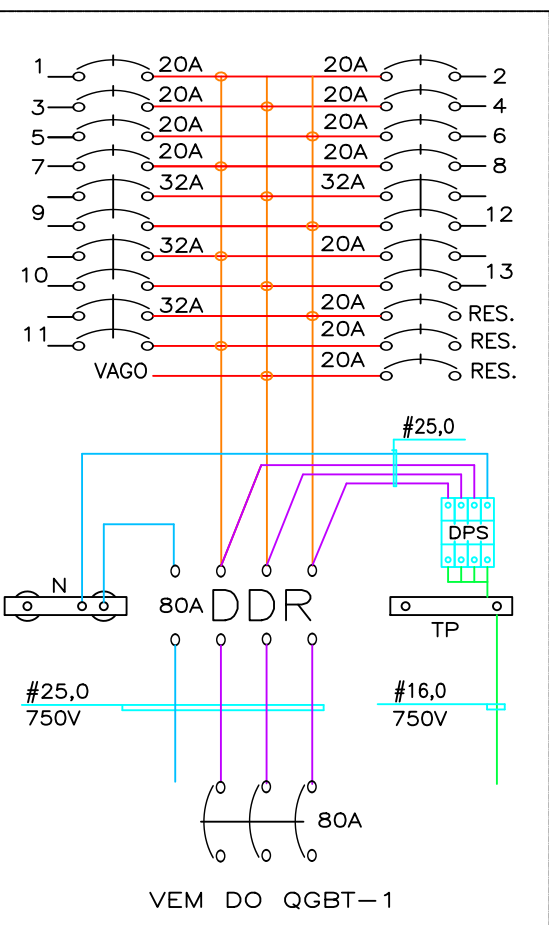 1 20A 20A 2
3 20A 20A 4
5 20A 20A 6
7 20A 20A 8
32A 32A
9 12
32A 20A
10 13
32A 20A RES.
11 20A RES.
VAGO 20A RES.
#25,0
DPS
N 80A DDR TP
#25,0 #16,0
750V 750V
80A
VEM DO QGBT-1